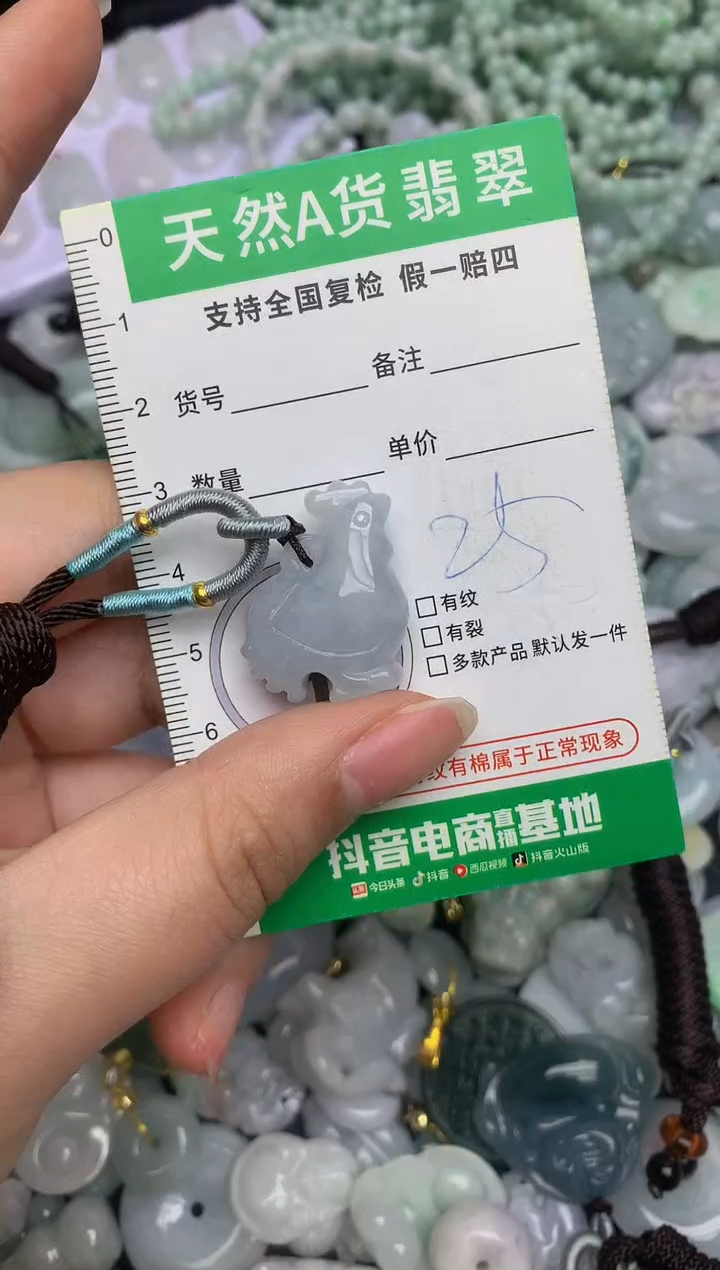 天然A货翡翠
支持全国复检 假一赔四
0
1
2
3
4
5
6
货号 备注
数量 单价
25
有纹
有裂
多款产品 默认发一件
纹有棉属于正常现象
抖音电商直播基地
头条 今日头条 抖音 西瓜视频 抖音火山版